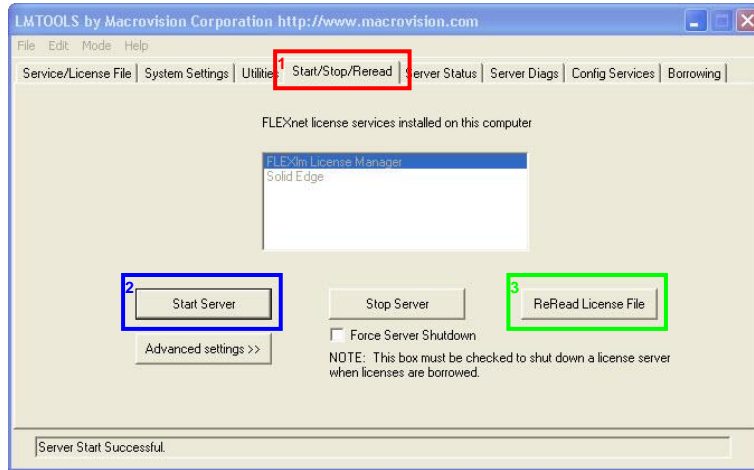 LMTOOLS by Macrovision Corporation http://www.macrovision.com
File Edit Mode Help
Service/License File System Settings Utilities 1 Start/Stop/Reread Server Status Server Diags Config Services Borrowing
FLEXnet license services installed on this computer
FLEXlm License Manager
Solid Edge
2 Start Server Stop Server 3 ReRead License File
Force Server Shutdown
Advanced settings >>
NOTE: This box must be checked to shut down a license server
when licenses are borrowed.
Server Start Successful.